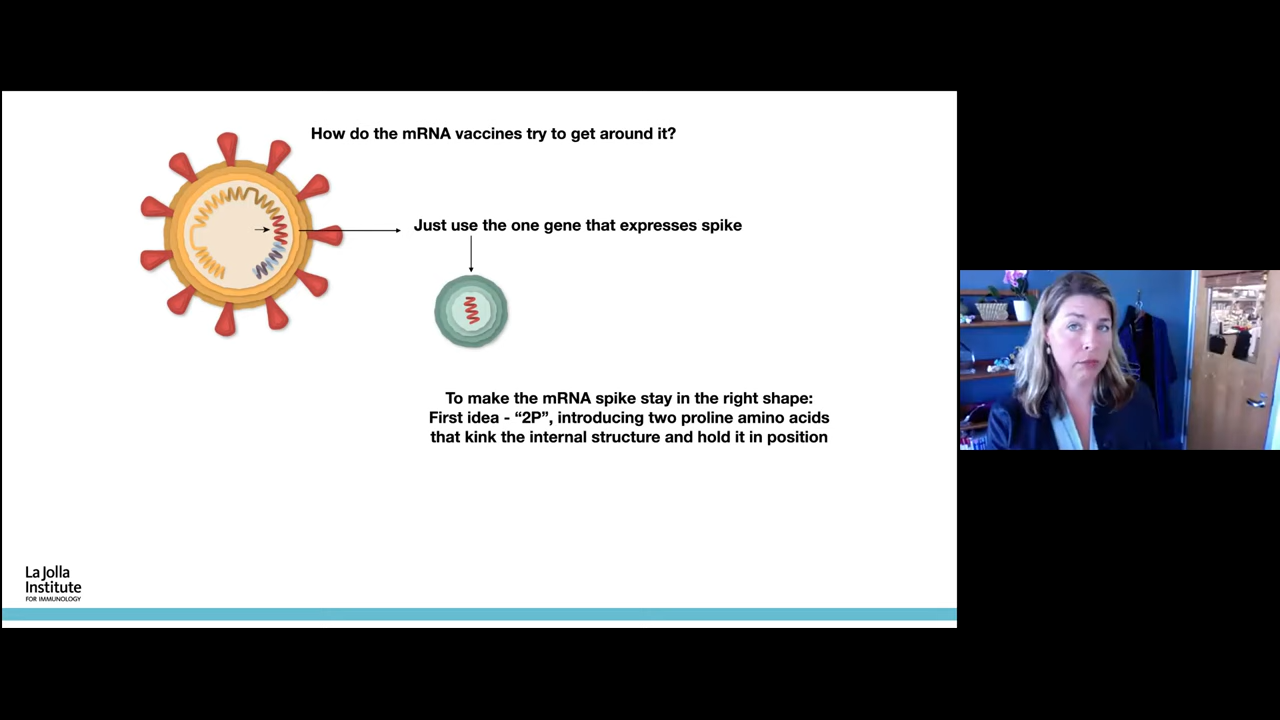 How do the mRNA vaccines try to get around it?
Just use the one gene that expresses spike
To make the mRNA spike stay in the right shape:
First idea - “2P”, introducing two proline amino acids
that kink the internal structure and hold it in position
La Jolla
Institute
FOR IMMUNOLOGY